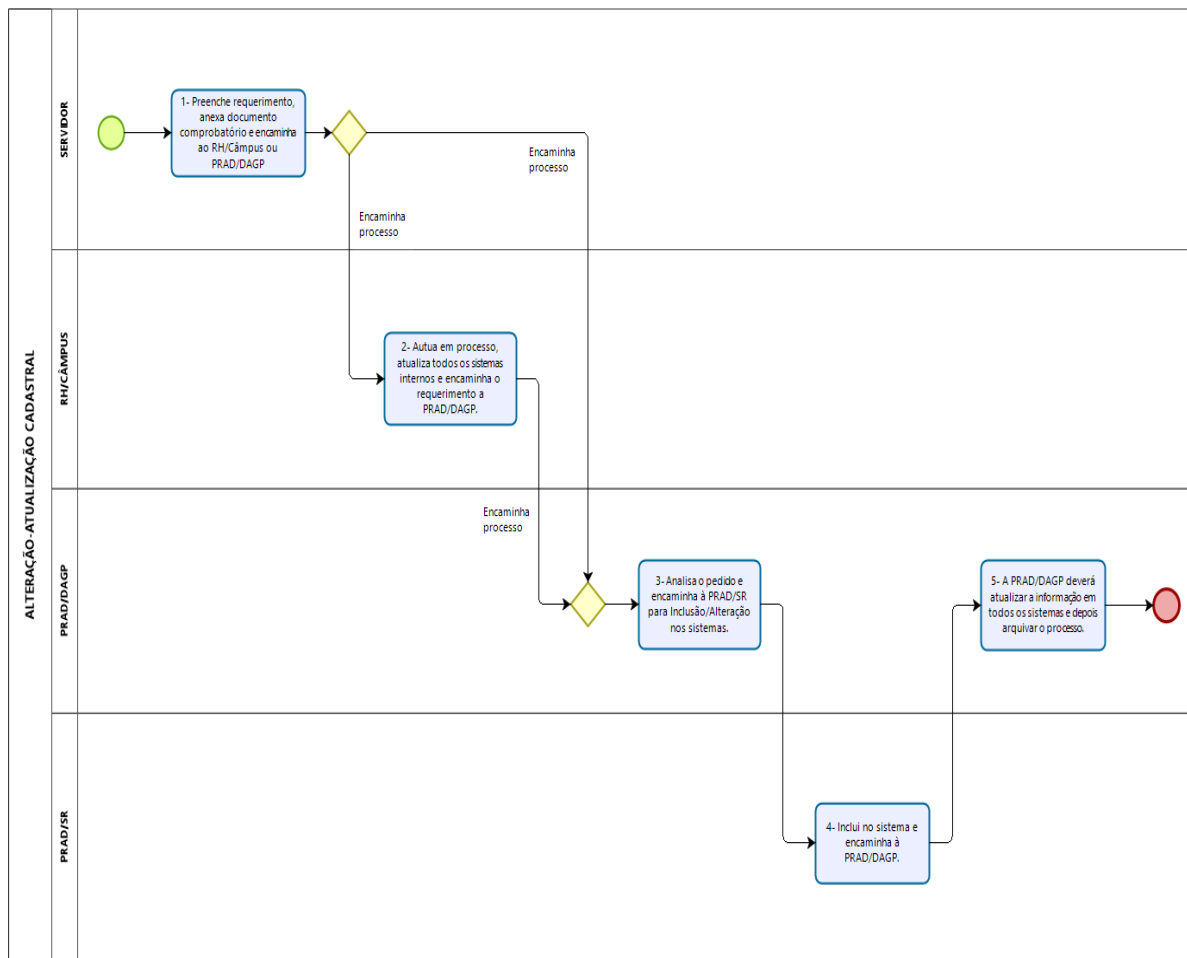 ALTERAÇÃO-ATUALIZAÇÃO CADASTRAL
SERVIDOR
1- Preenche requerimento,
anexa documento
comprobatório e encaminha
ao RH/Câmpus ou
PRAD/DAGP
Encaminha
processo
Encaminha
processo
RH/CÂMPUS
2- Autua em processo,
atualiza todos os sistemas
internos e encaminha o
requerimento a
PRAD/DAGP.
PRAD/DAGP
Encaminha
processo
3- Analisa o pedido e
encaminha à PRAD/SR
para Inclusão/Alteração
nos sistemas.
5- A PRAD/DAGP deverá
atualizar a informação em
todos os sistemas e depois
arquivar o processo.
PRAD/SR
4- Inclui no sistema e
encaminha à
PRAD/DAGP.